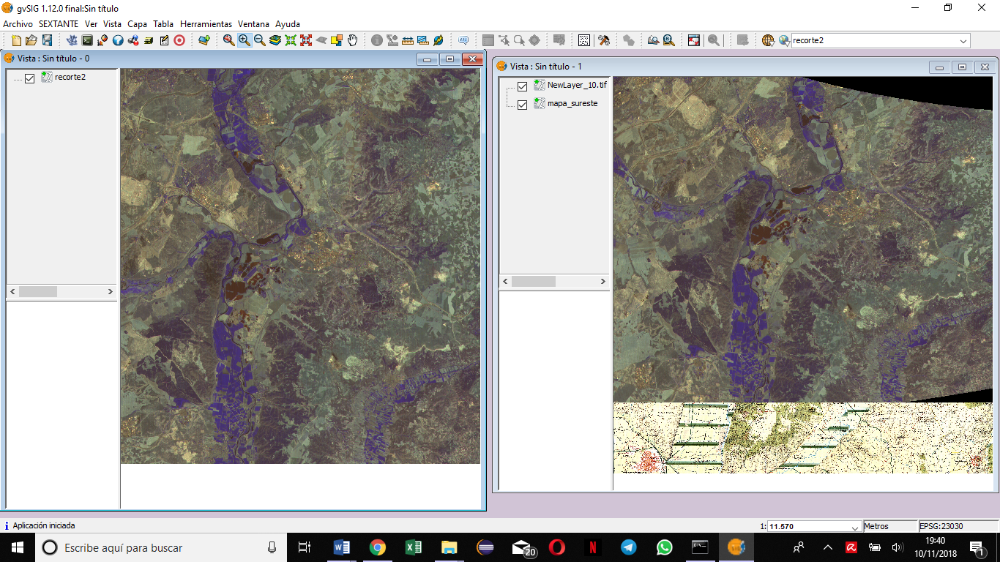 gvSIG 1.12.0 final:Sin título
Archivo SEXTANTE Ver Vista Capa Tabla Herramientas Ventana Ayuda
recorte2
Vista : Sin título - 0
recorte2
Vista : Sin título - 1
NewLayer_10.tif
mapa_sureste
Aplicación iniciada
1: 11.570
Metros
EPSG:23030
Escribe aquí para buscar
20
19:40
10/11/2018
1